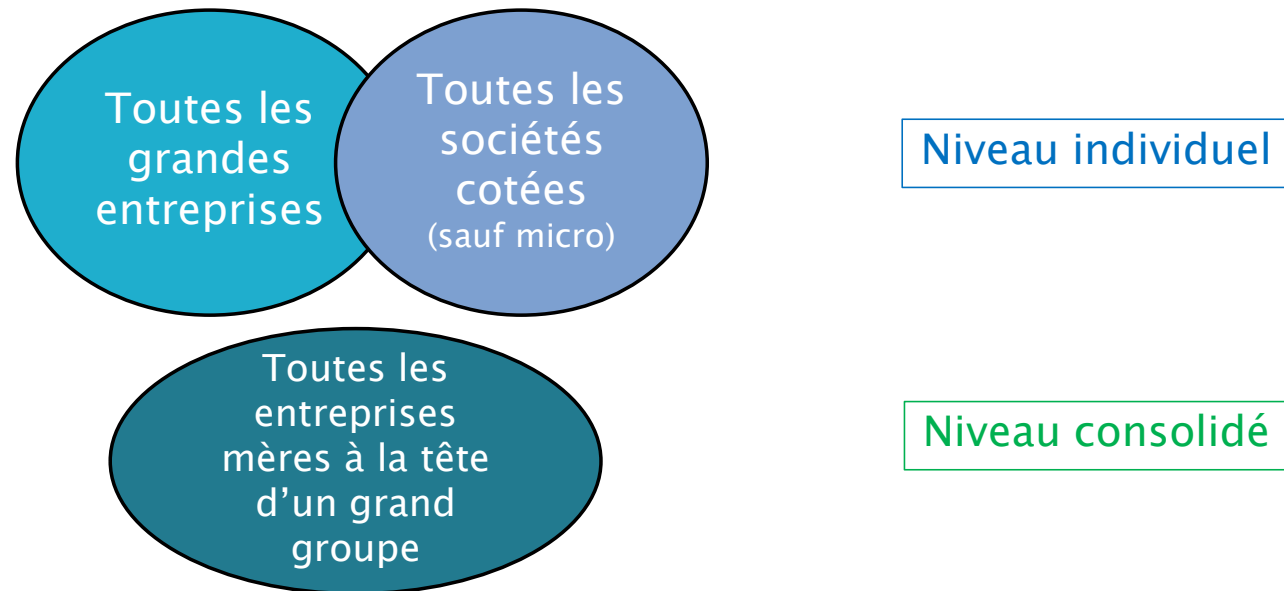 Toutes les
grandes
entreprises
Toutes les
sociétés
cotées
(sauf micro)
Niveau individuel
Toutes les
entreprises
mères à la tête
d'un grand
groupe
Niveau consolidé